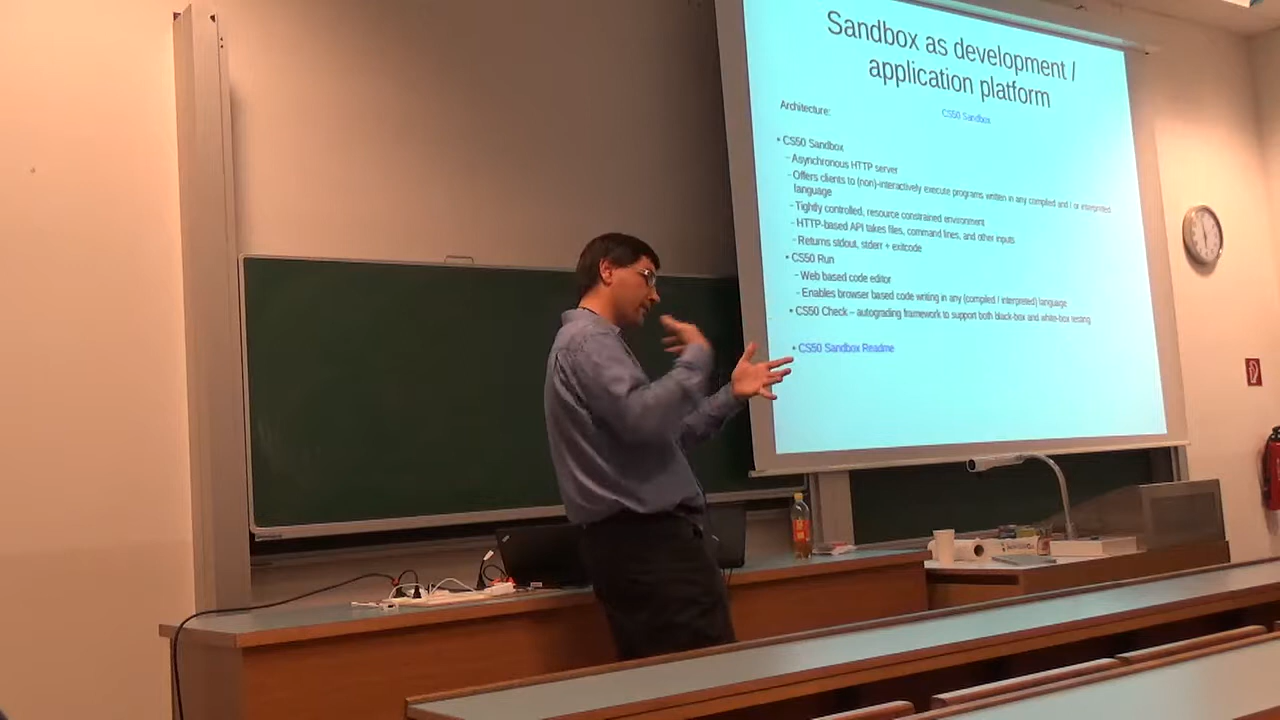 Sandbox as development /
application platform
Architecture:
CS50 Sandbox
• CS50 Sandbox
– Asynchronous HTTP server
– Offers clients to (non)-interactively execute programs written in any compiled and / or interpreted
language
– Tightly controlled, resource constrained environment
– HTTP-based API takes files, command lines, and other inputs
– Returns stdout, stderr + exitcode
• CS50 Run
– Web based code editor
– Enables browser based code writing in any (compiled / interpreted) language
• CS50 Check – autograding framework to support both black-box and white-box testing
• CS50 Sandbox Readme